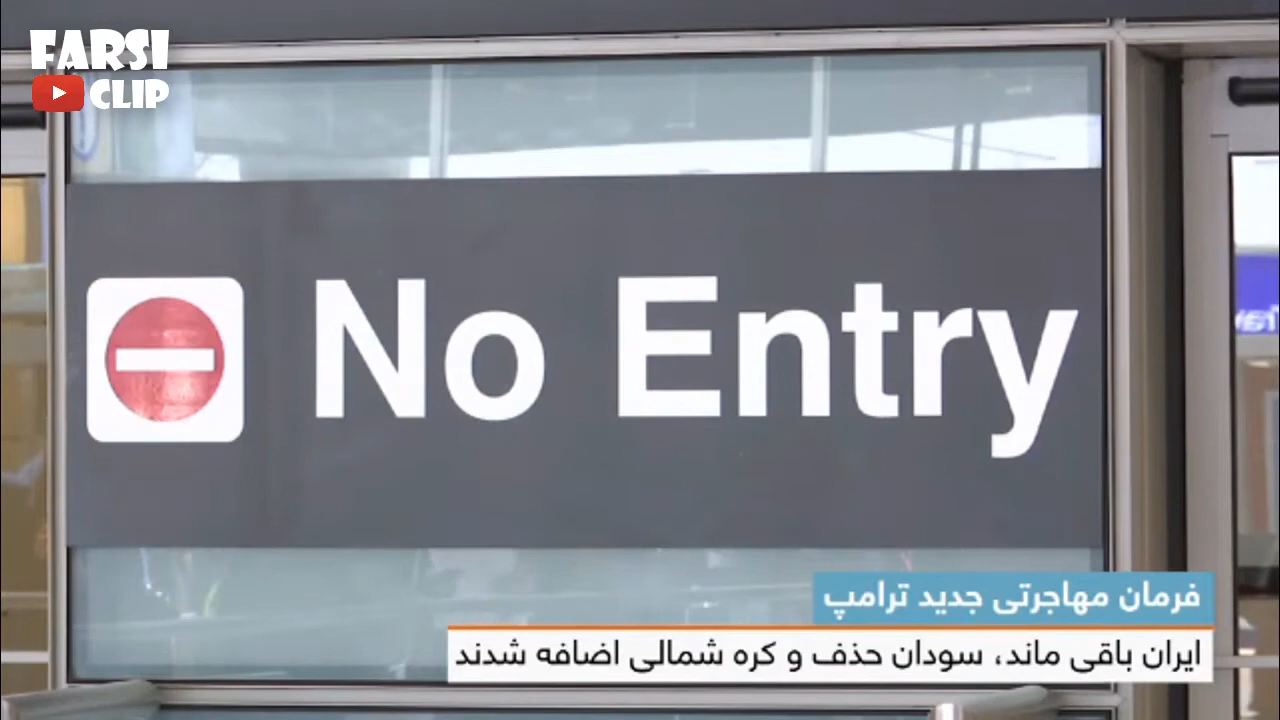 FARSI
CLIP
No Entry
فرمان مهاجرتی جدید ترامپ
ایران باقی ماند، سودان حذف و کره شمالی اضافه شدند